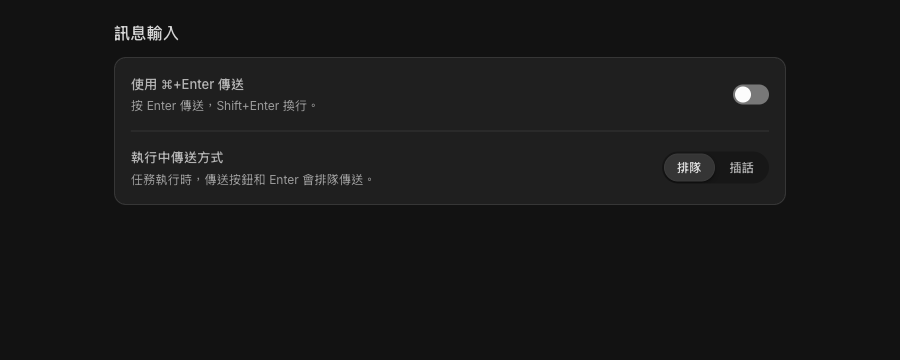 訊息輸入
使用 ⌘+Enter 傳送
按 Enter 傳送，Shift+Enter 換行。
執行中傳送方式
任務執行時，傳送按鈕和 Enter 會排隊傳送。
排隊 插話